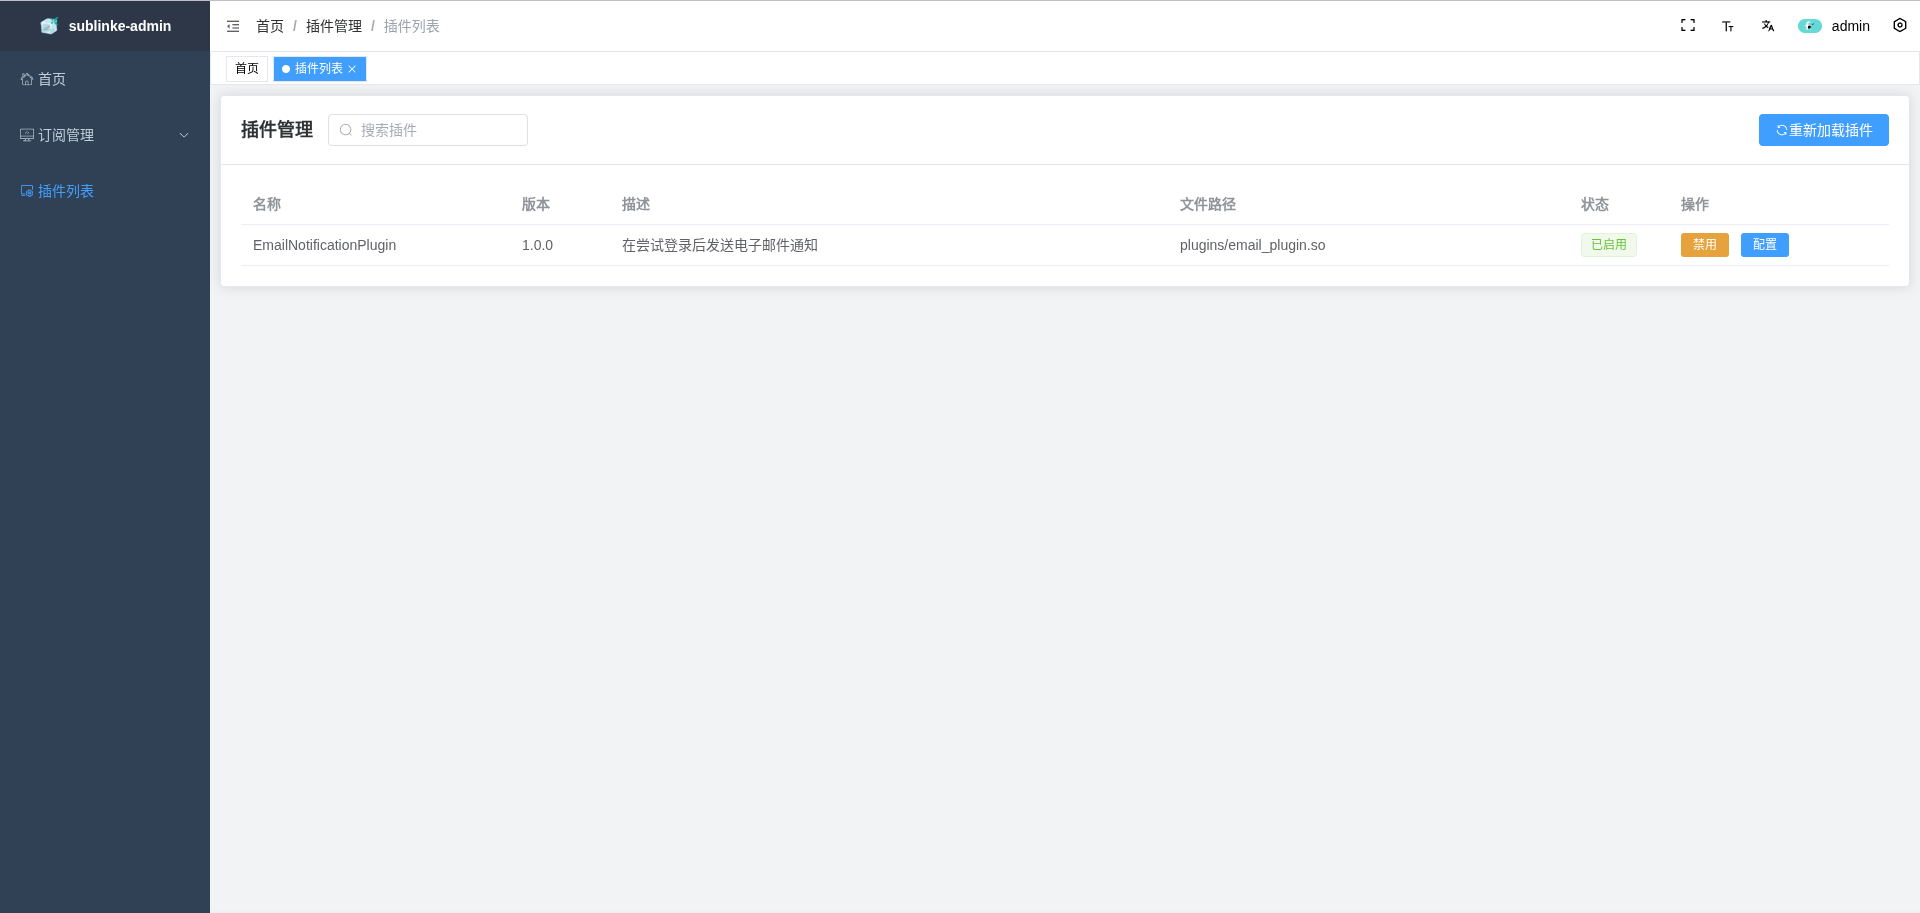 sublinke-admin
首页
订阅管理
插件列表
首页 / 插件管理 / 插件列表
admin
首页
插件列表
插件管理
搜索插件
重新加载插件
名称 版本 描述 文件路径 状态 操作
EmailNotificationPlugin 1.0.0 在尝试登录后发送电子邮件通知 plugins/email_plugin.so 已启用 禁用 配置